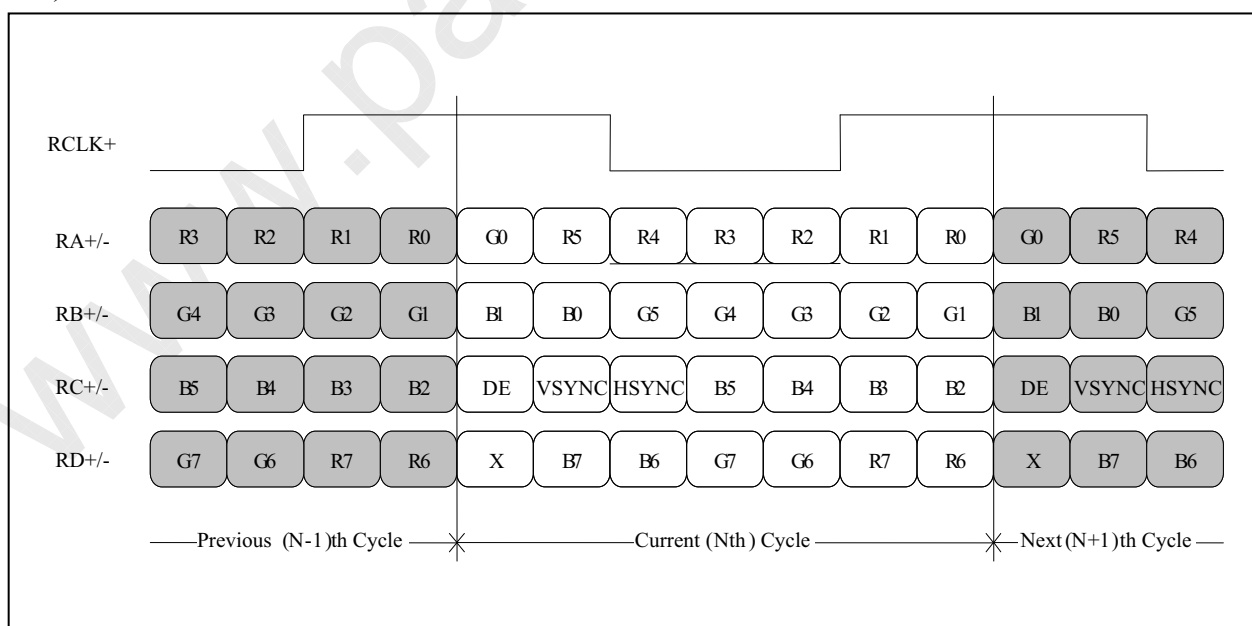 www.pa
RCLK+
RA+/- R3 R2 R1 R0 G0 R5 R4 R3 R2 R1 R0 G0 R5 R4
RB+/- G4 G3 G2 G1 B1 B0 G5 G4 G3 G2 G1 B1 B0 G5
RC+/- B5 B4 B3 B2 DE VSYNC HSYNC B5 B4 B3 B2 DE VSYNC HSYNC
RD+/- G7 G6 R7 R6 X B7 B6 G7 G6 R7 R6 X B7 B6
Previous (N-1)th Cycle Current (Nth) Cycle Next (N+1)th Cycle